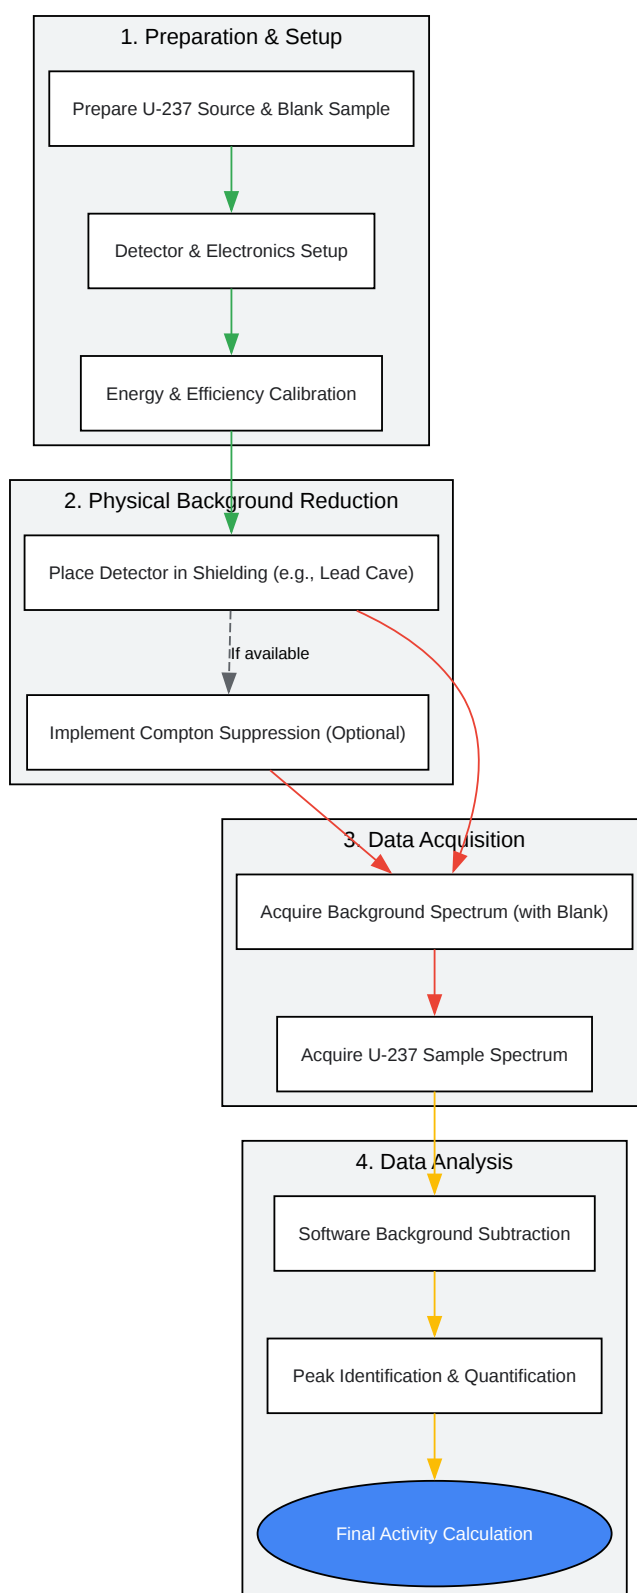 1. Preparation & Setup
Prepare U-237 Source & Blank Sample
Detector & Electronics Setup
Energy & Efficiency Calibration
2. Physical Background Reduction
Place Detector in Shielding (e.g., Lead Cave)
If available
Implement Compton Suppression (Optional)
3. Data Acquisition
Acquire Background Spectrum (with Blank)
Acquire U-237 Sample Spectrum
4. Data Analysis
Software Background Subtraction
Peak Identification & Quantification
Final Activity Calculation